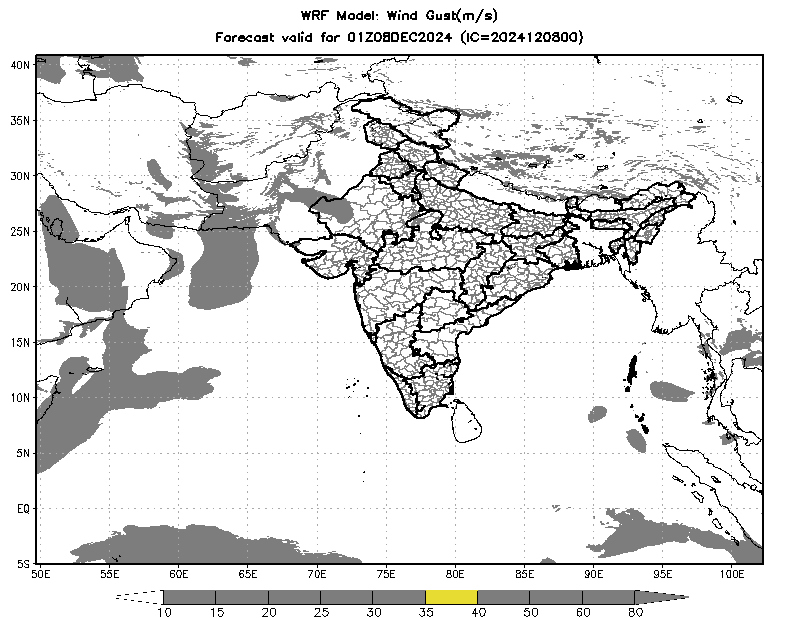 WRF Model: Wind Gust(m/s)
Forecast valid for 01Z08DEC2024 (IC=2024120800)
40N
35N
30N
25N
20N
15N
10N
5N
EQ
5S
50E 55E 60E 65E 70E 75E 80E 85E 90E 95E 100E
10 15 20 25 30 35 40 50 60 80